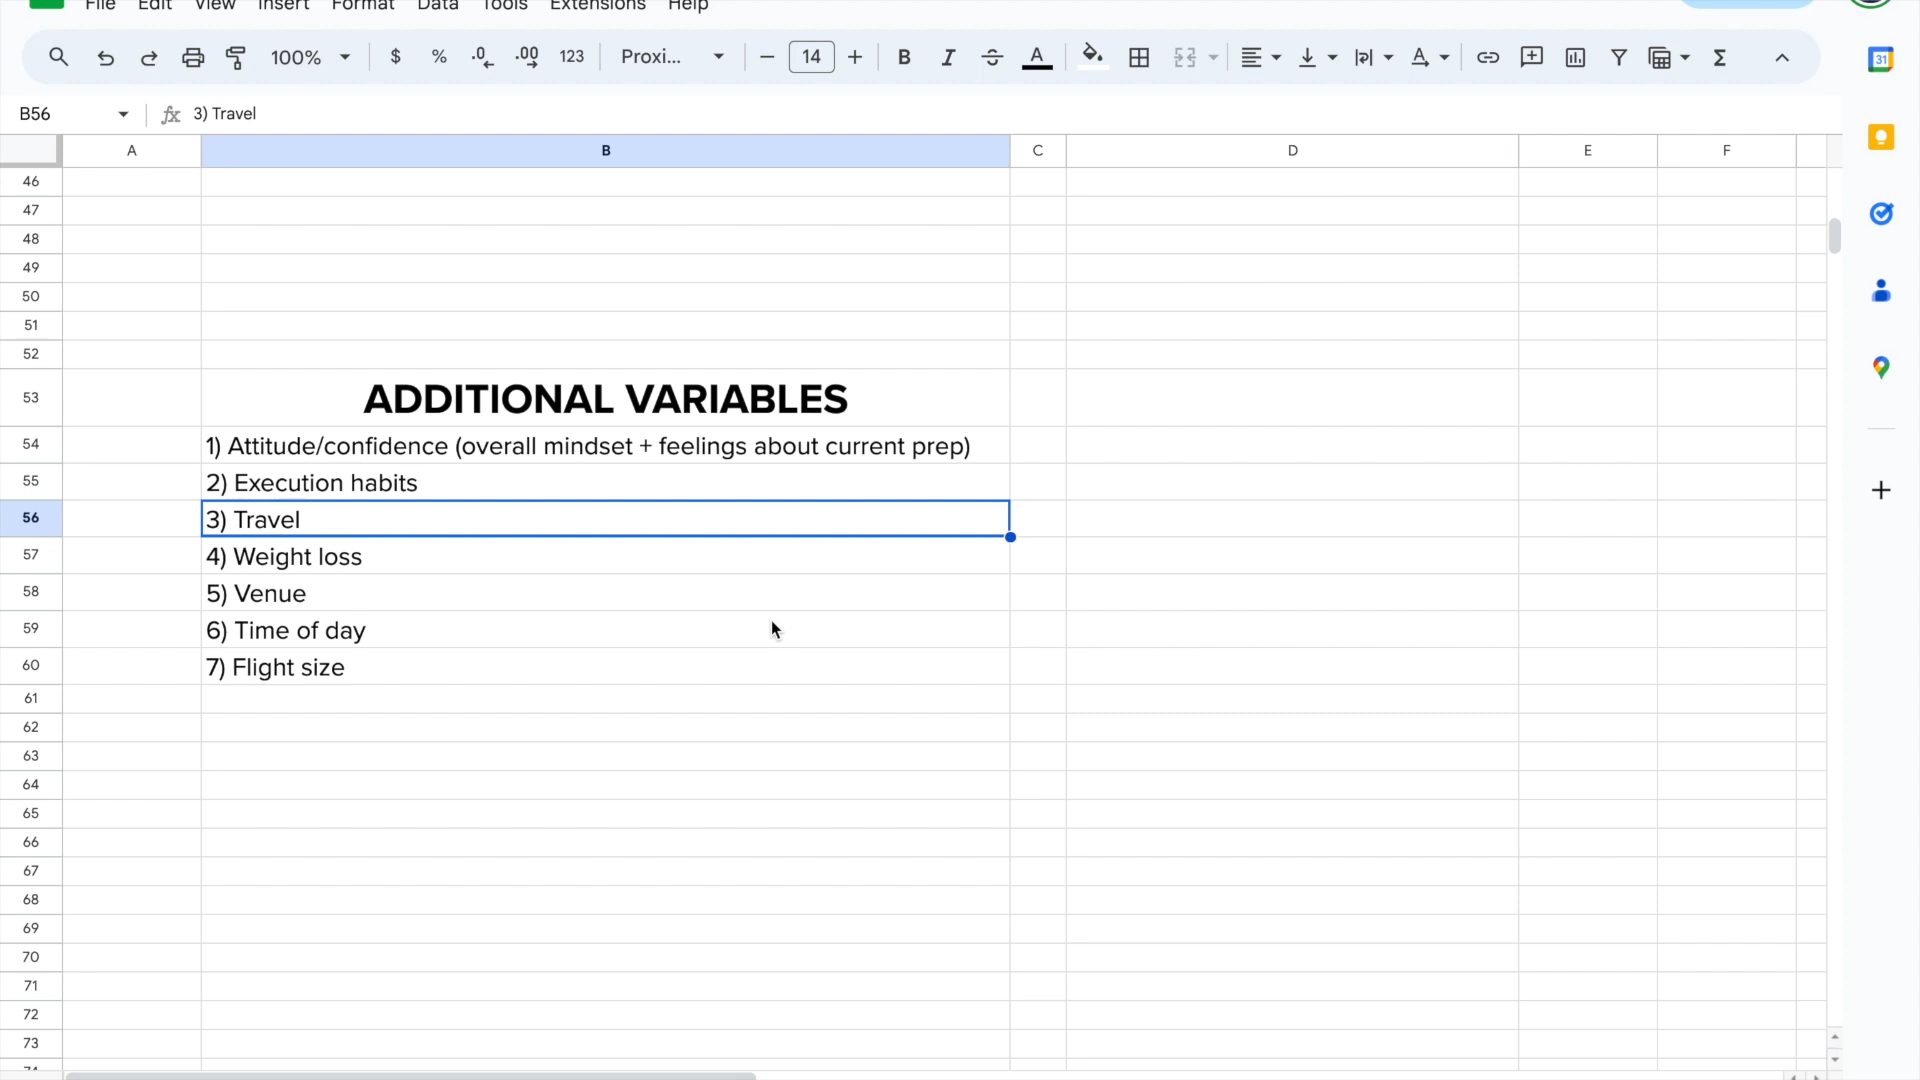 File Edit View Insert Format Data Tools Extensions Help
100% $ % .0 .00 123 Proxi... 14 B I A A Σ
31
B56 fx 3) Travel
A B C D E F
46
47
48
49
50
51
52
53 ADDITIONAL VARIABLES
54 1) Attitude/confidence (overall mindset + feelings about current prep)
55 2) Execution habits
56 3) Travel
57 4) Weight loss
58 5) Venue
59 6) Time of day
60 7) Flight size
61
62
63
64
65
66
67
68
69
70
71
72
73